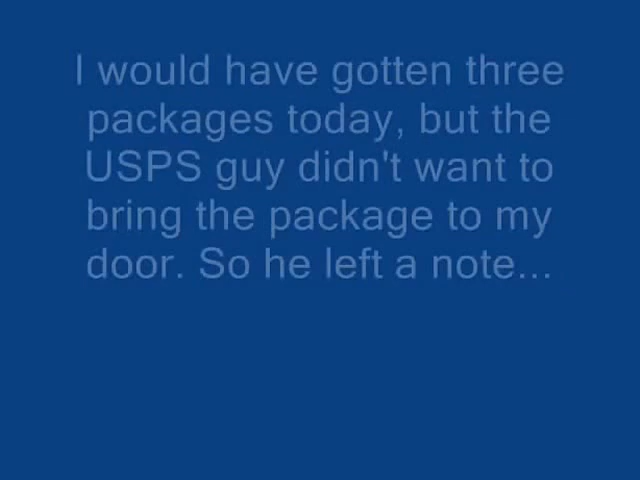 I would have gotten three
packages today, but the
USPS guy didn't want to
bring the package to my
door. So he left a note...